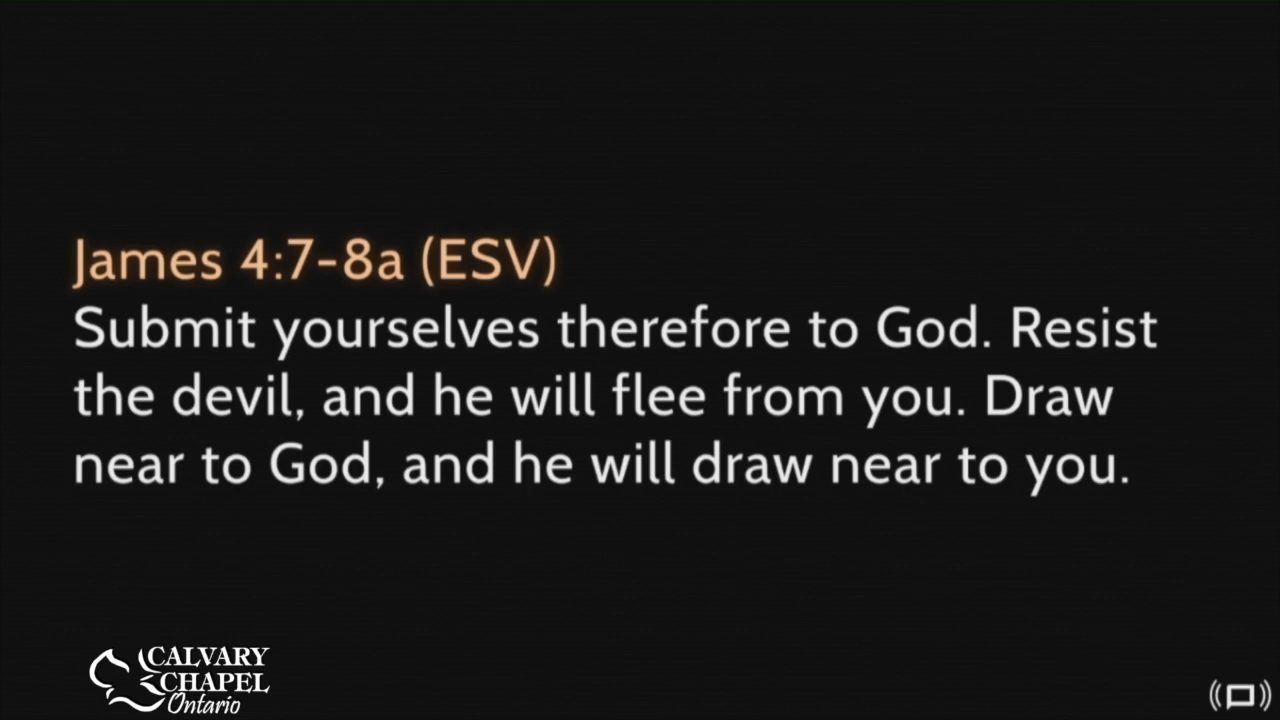 James 4:7-8a (ESV)
Submit yourselves therefore to God. Resist
the devil, and he will flee from you. Draw
near to God, and he will draw near to you.
CALVARY
CHAPEL
Ontario